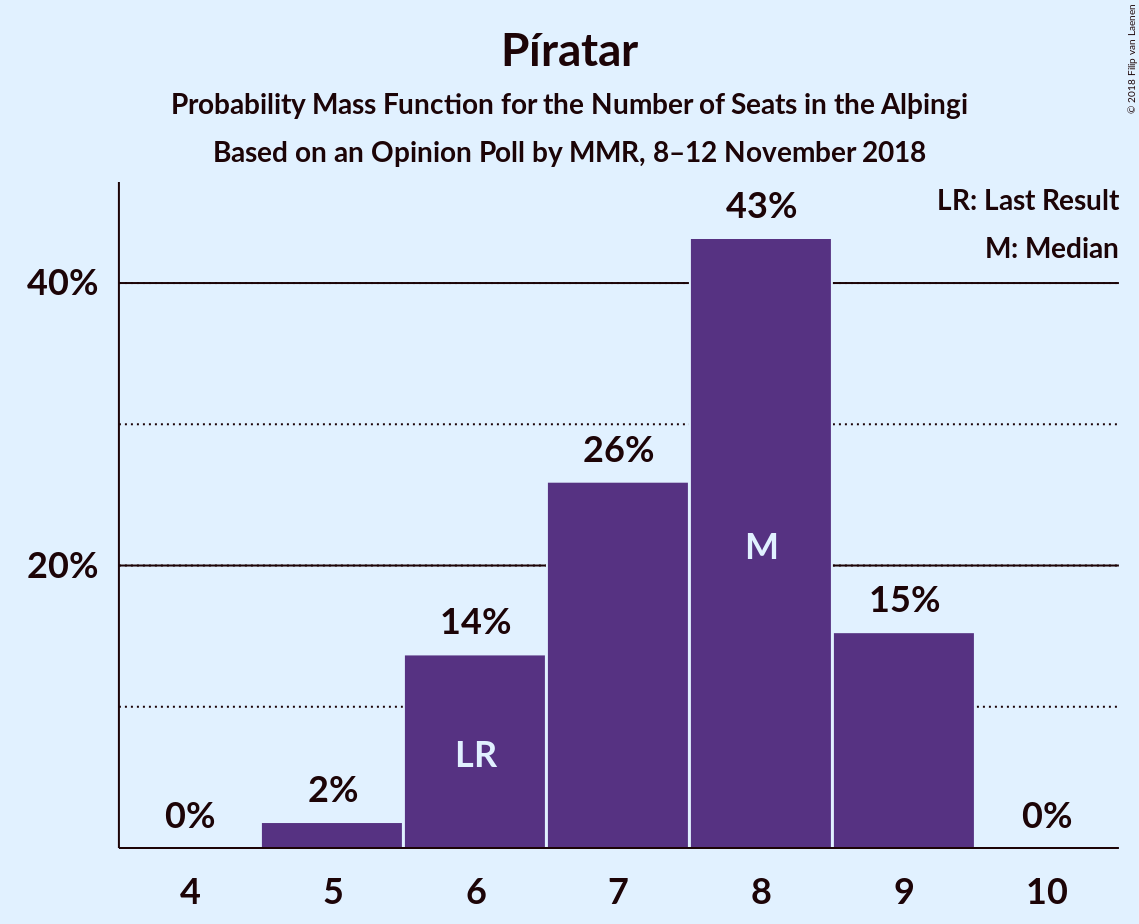 Píratar
Probability Mass Function for the Number of Seats in the Alþingi
Based on an Opinion Poll by MMR, 8–12 November 2018
© 2018 Filip van Laenen
LR: Last Result
M: Median
43%
40%
26%
M
20%
15%
14%
LR
2%
0%
0%
4 5 6 7 8 9 10